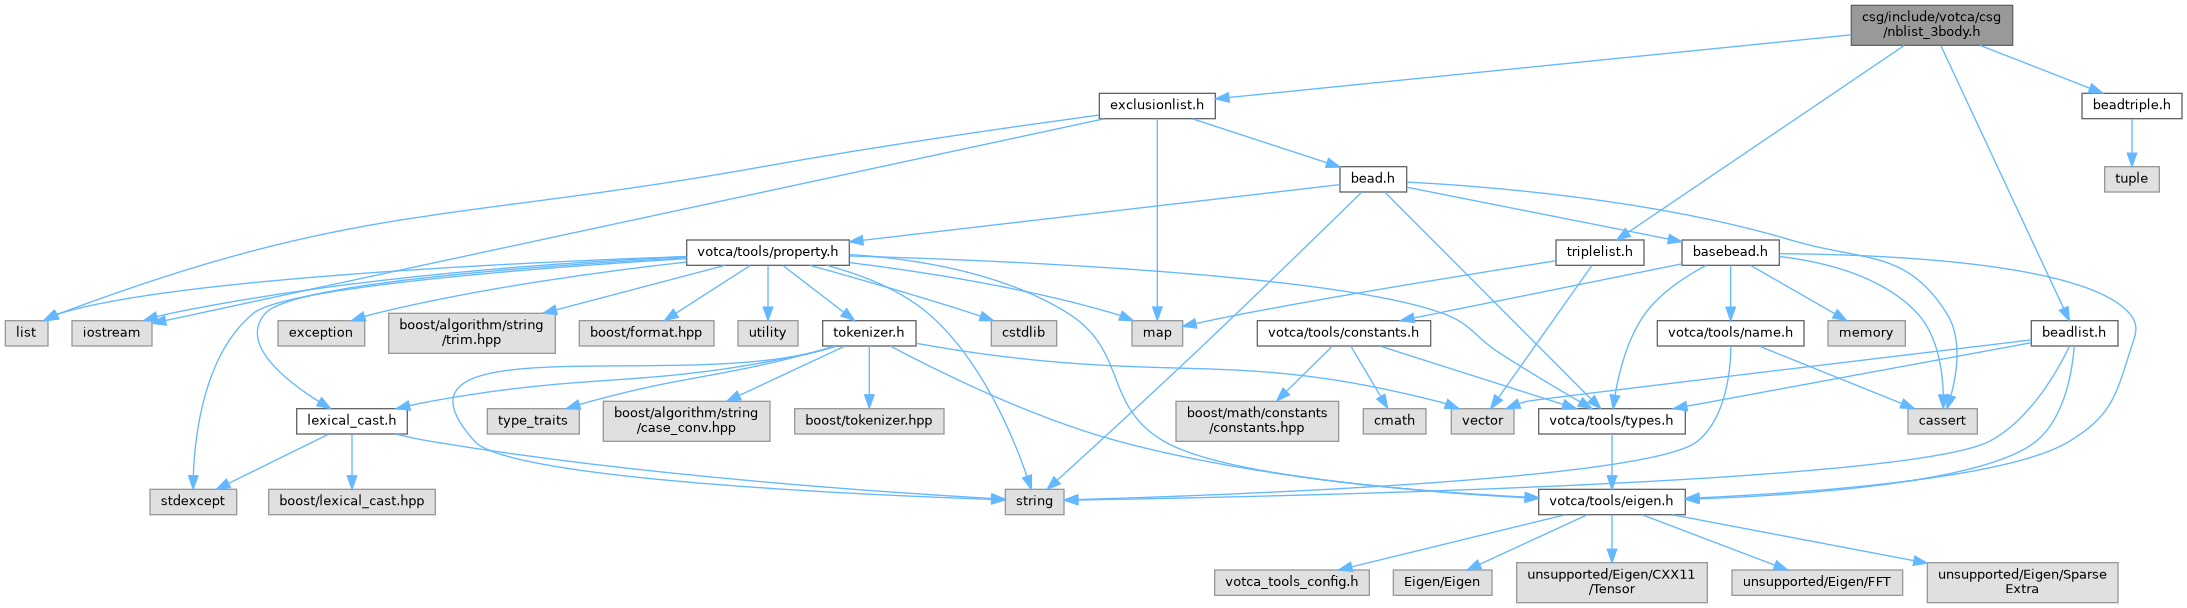 csg/include/votca/csg
/nblist_3body.h
exclusionlist.h
beadtriple.h
bead.h
tuple
votca/tools/property.h
triplelist.h
basebead.h
list
iostream
exception
boost/algorithm/string
/trim.hpp
boost/format.hpp
utility
tokenizer.h
cstdlib
map
votca/tools/constants.h
votca/tools/name.h
memory
beadlist.h
lexical_cast.h
type_traits
boost/algorithm/string
/case_conv.hpp
boost/tokenizer.hpp
boost/math/constants
/constants.hpp
cmath
vector
votca/tools/types.h
cassert
stdexcept
boost/lexical_cast.hpp
string
votca/tools/eigen.h
votca_tools_config.h
Eigen/Eigen
unsupported/Eigen/CXX11
/Tensor
unsupported/Eigen/FFT
unsupported/Eigen/Sparse
Extra